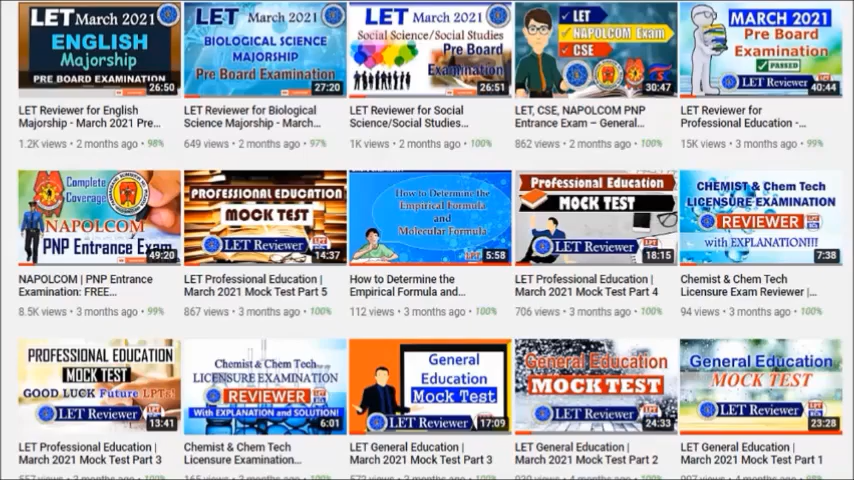 LET March 2021
ENGLISH
Majorship
PRE BOARD EXAMINATION
26:50
LET Reviewer for English
Majorship - March 2021 Pre...
1.2K views • 2 months ago • 98%
LET March 2021
BIOLOGICAL SCIENCE
MAJORSHIP
Pre Board Examination
27:20
LET Reviewer for Biological
Science Majorship - March...
649 views • 2 months ago • 97%
LET March 2021
Social Science/Social Studies
Pre Board
Examination
26:51
LET Reviewer for Social
Science/Social Studies...
1K views • 2 months ago • 100%
LET
NAPOLCOM Exam
CSE
30:47
LET, CSE, NAPOLCOM PNP
Entrance Exam – General...
862 views • 2 months ago • 100%
MARCH 2021
Pre Board
Examination
PASSED
LET Reviewer
40:44
LET Reviewer for
Professional Education -...
15K views • 3 months ago • 99%
Complete
Coverage
NAPOLCOM
PNP Entrance Exam
49:20
NAPOLCOM | PNP Entrance
Examination: FREE...
8.5K views • 3 months ago • 99%
PROFESSIONAL EDUCATION
MOCK TEST
LET Reviewer
14:37
LET Professional Education |
March 2021 Mock Test Part 5
867 views • 3 months ago • 100%
How to Determine the
Empirical Formula
and
Molecular Formula
5:58
How to Determine the
Empirical Formula and...
112 views • 3 months ago • 100%
Professional Education
MOCK TEST
LET Reviewer
18:15
LET Professional Education |
March 2021 Mock Test Part 4
706 views • 3 months ago • 100%
CHEMIST & Chem Tech
LICENSURE EXAMINATION
REVIEWER
with EXPLANATION!!!
7:38
Chemist & Chem Tech
Licensure Exam Reviewer |...
94 views • 3 months ago • 100%
PROFESSIONAL EDUCATION
MOCK TEST
GOOD LUCK Future LPTs!
LET Reviewer
13:41
LET Professional Education |
March 2021 Mock Test Part 3
Chemist & Chem Tech
LICENSURE EXAMINATION
REVIEWER
With EXPLANATION and SOLUTION!
6:01
Chemist & Chem Tech
Licensure Examination...
General
Education
Mock Test
LET Reviewer
17:09
LET General Education |
March 2021 Mock Test Part 3
General Education
MOCK TEST
LET Reviewer
24:33
LET General Education |
March 2021 Mock Test Part 2
General Education
MOCK TEST
LET Reviewer
23:28
LET General Education |
March 2021 Mock Test Part 1